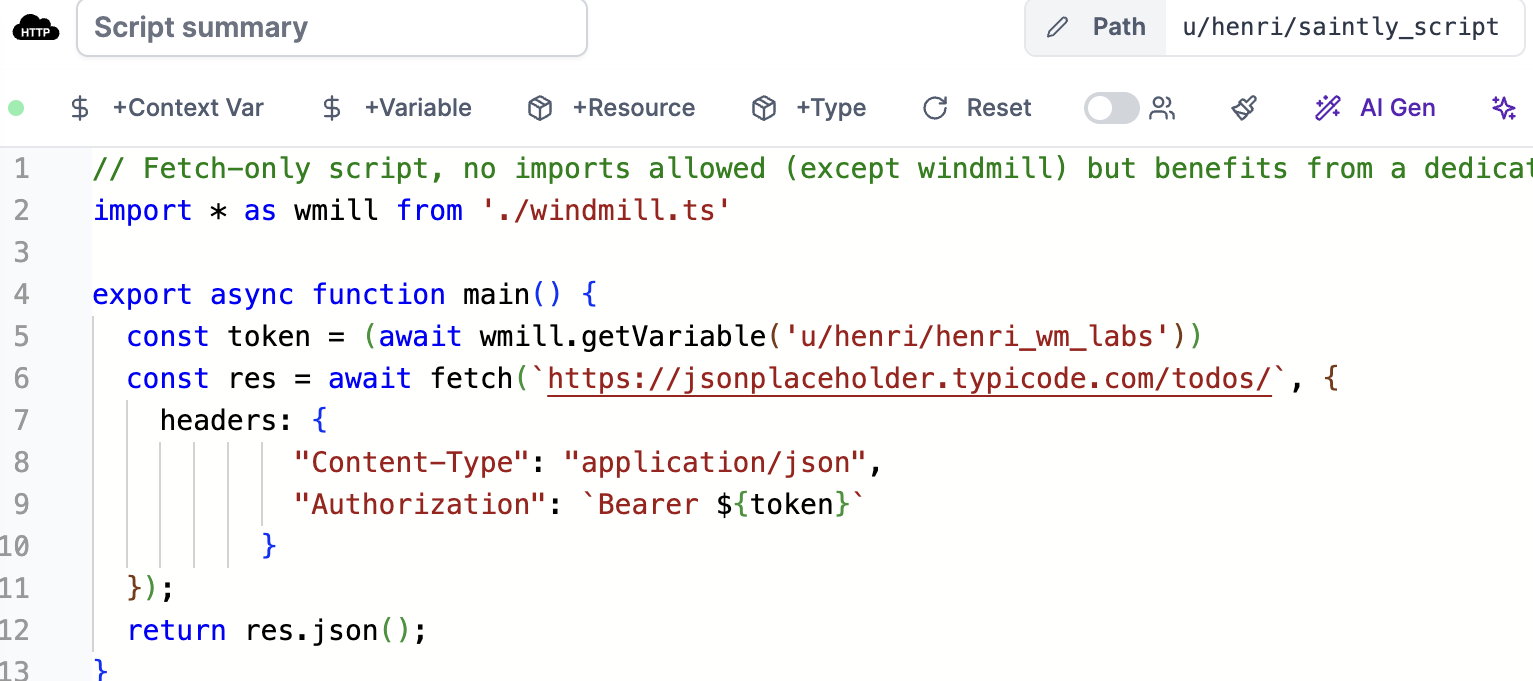 HTTP Script summary Path u/henri/saintly_script
$ +Context Var $ +Variable +Resource +Type Reset AI Gen
1 // Fetch-only script, no imports allowed (except windmill) but benefits from a
2 import * as wmill from './windmill.ts'
3
4 export async function main() {
5   const token = (await wmill.getVariable('u/henri/henri_wm_labs'))
6   const res = await fetch(`https://jsonplaceholder.typicode.com/todos/`, {
7     headers: {
8             "Content-Type": "application/json",
9             "Authorization": `Bearer ${token}`
10           }
11   });
12   return res.json();
13 }